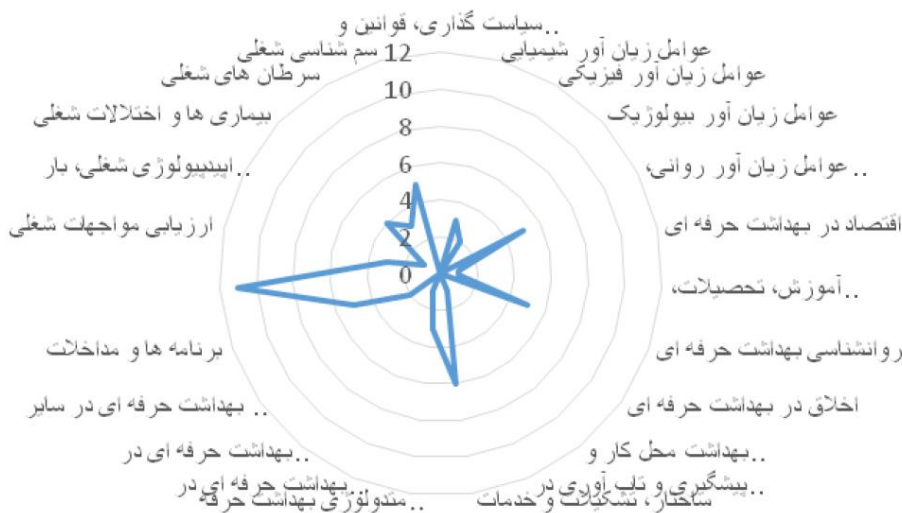 سیاست گذاری، قوانین و..
عوامل زیان آور شیمیایی
عوامل زیان آور فیزیکی
عوامل زیان آور بیولوژیک
عوامل زیان آور روانی، ..
اقتصاد در بهداشت حرفه ای
آموزش، تحصیلات،..
روانشناسی بهداشت حرفه ای
اخلاق در بهداشت حرفه ای
بهداشت محل کار و..
پیشگیری و تاب آوری در..
ساختار، تشکیلات و خدمات
متدولوژی بهداشت حرفه..
بهداشت حرفه ای در..
بهداشت حرفه ای در..
بهداشت حرفه ای در سایر ..
برنامه ها و مداخلات
ارزیابی مواجهات شغلی
اپیدمیولوژی شغلی، بار..
بیماری ها و اختلالات شغلی
سرطان های شغلی
سم شناسی شغلی
12
10
8
6
4
2
0